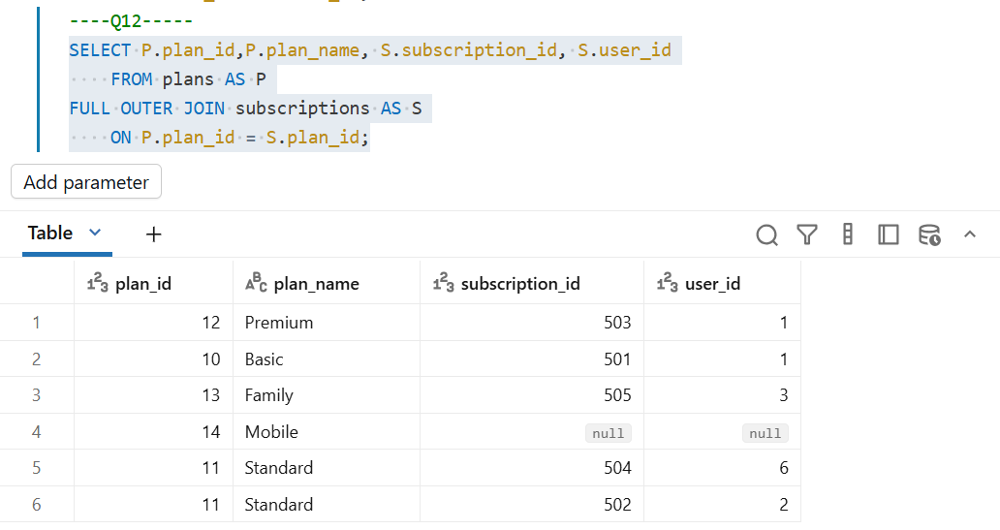 ----Q12-----
SELECT P.plan_id,P.plan_name, S.subscription_id, S.user_id
FROM plans AS P
FULL OUTER JOIN subscriptions AS S
ON P.plan_id = S.plan_id;
Add parameter
Table
plan_id plan_name subscription_id user_id
1 12 Premium 503 1
2 10 Basic 501 1
3 13 Family 505 3
4 14 Mobile null null
5 11 Standard 504 6
6 11 Standard 502 2